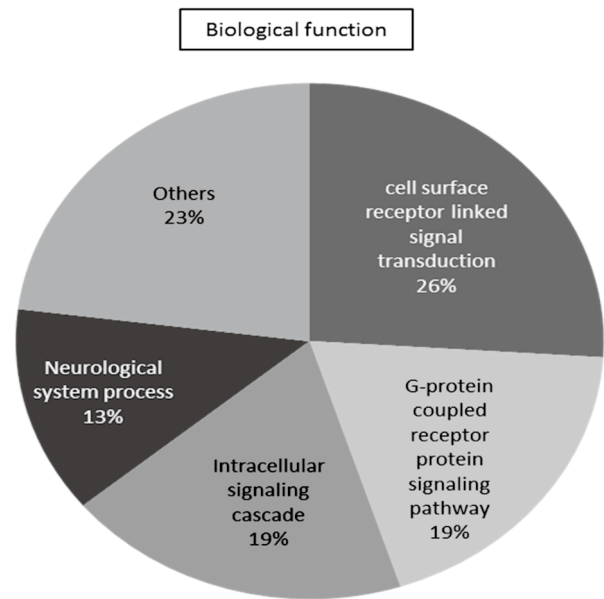 Biological function
cell surface
receptor linked
signal
transduction
26%
G-protein
coupled
receptor
protein
signaling
pathway
19%
Intracellular
signaling
cascade
19%
Neurological
system process
13%
Others
23%